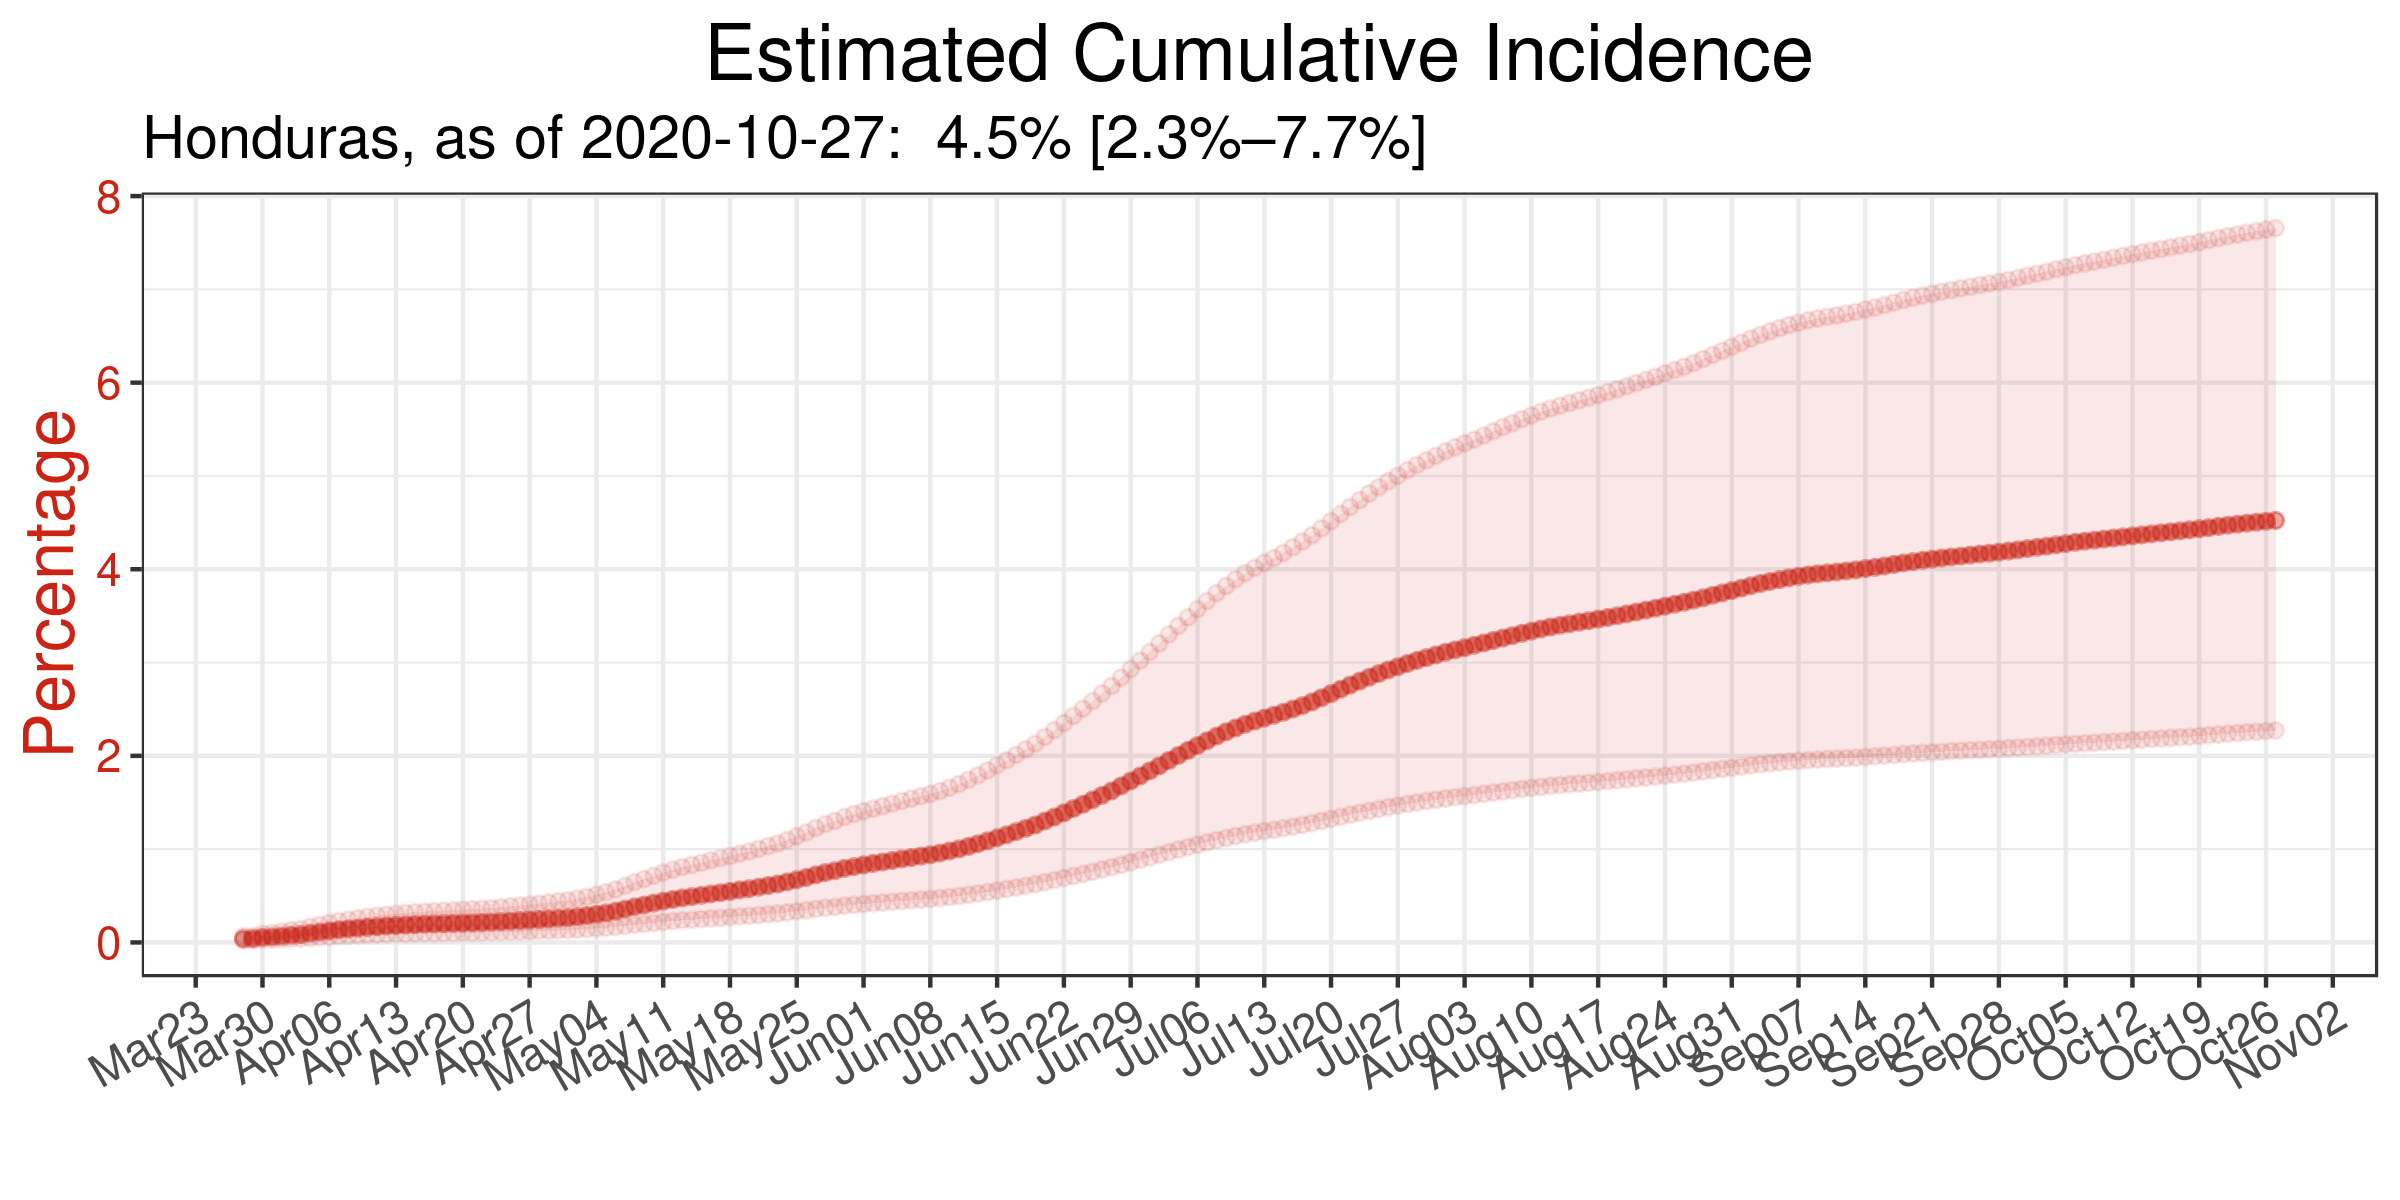 Estimated Cumulative Incidence
Honduras, as of 2020-10-27:  4.5% [2.3%–7.7%]
Percentage
8
6
4
2
0
Mar23
Mar30
Apr06
Apr13
Apr20
Apr27
May04
May11
May18
May25
Jun01
Jun08
Jun15
Jun22
Jun29
Jul06
Jul13
Jul20
Jul27
Aug03
Aug10
Aug17
Aug24
Aug31
Sep07
Sep14
Sep21
Sep28
Oct05
Oct12
Oct19
Oct26
Nov02